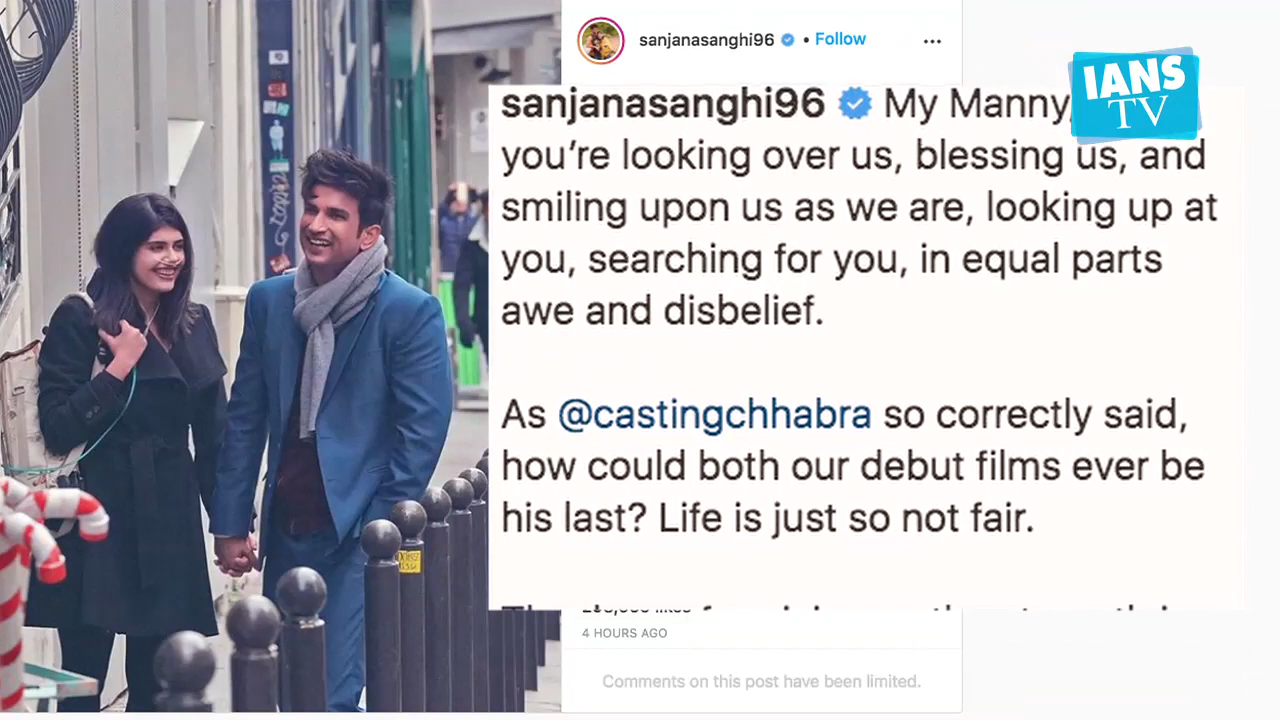 sanjanasanghi96 • Follow
IANS
TV
sanjanasanghi96 My Manny,
you're looking over us, blessing us, and
smiling upon us as we are, looking up at
you, searching for you, in equal parts
awe and disbelief.
As @castingchhabra so correctly said,
how could both our debut films ever be
his last? Life is just so not fair.
likes
4 HOURS AGO
Comments on this post have been limited.